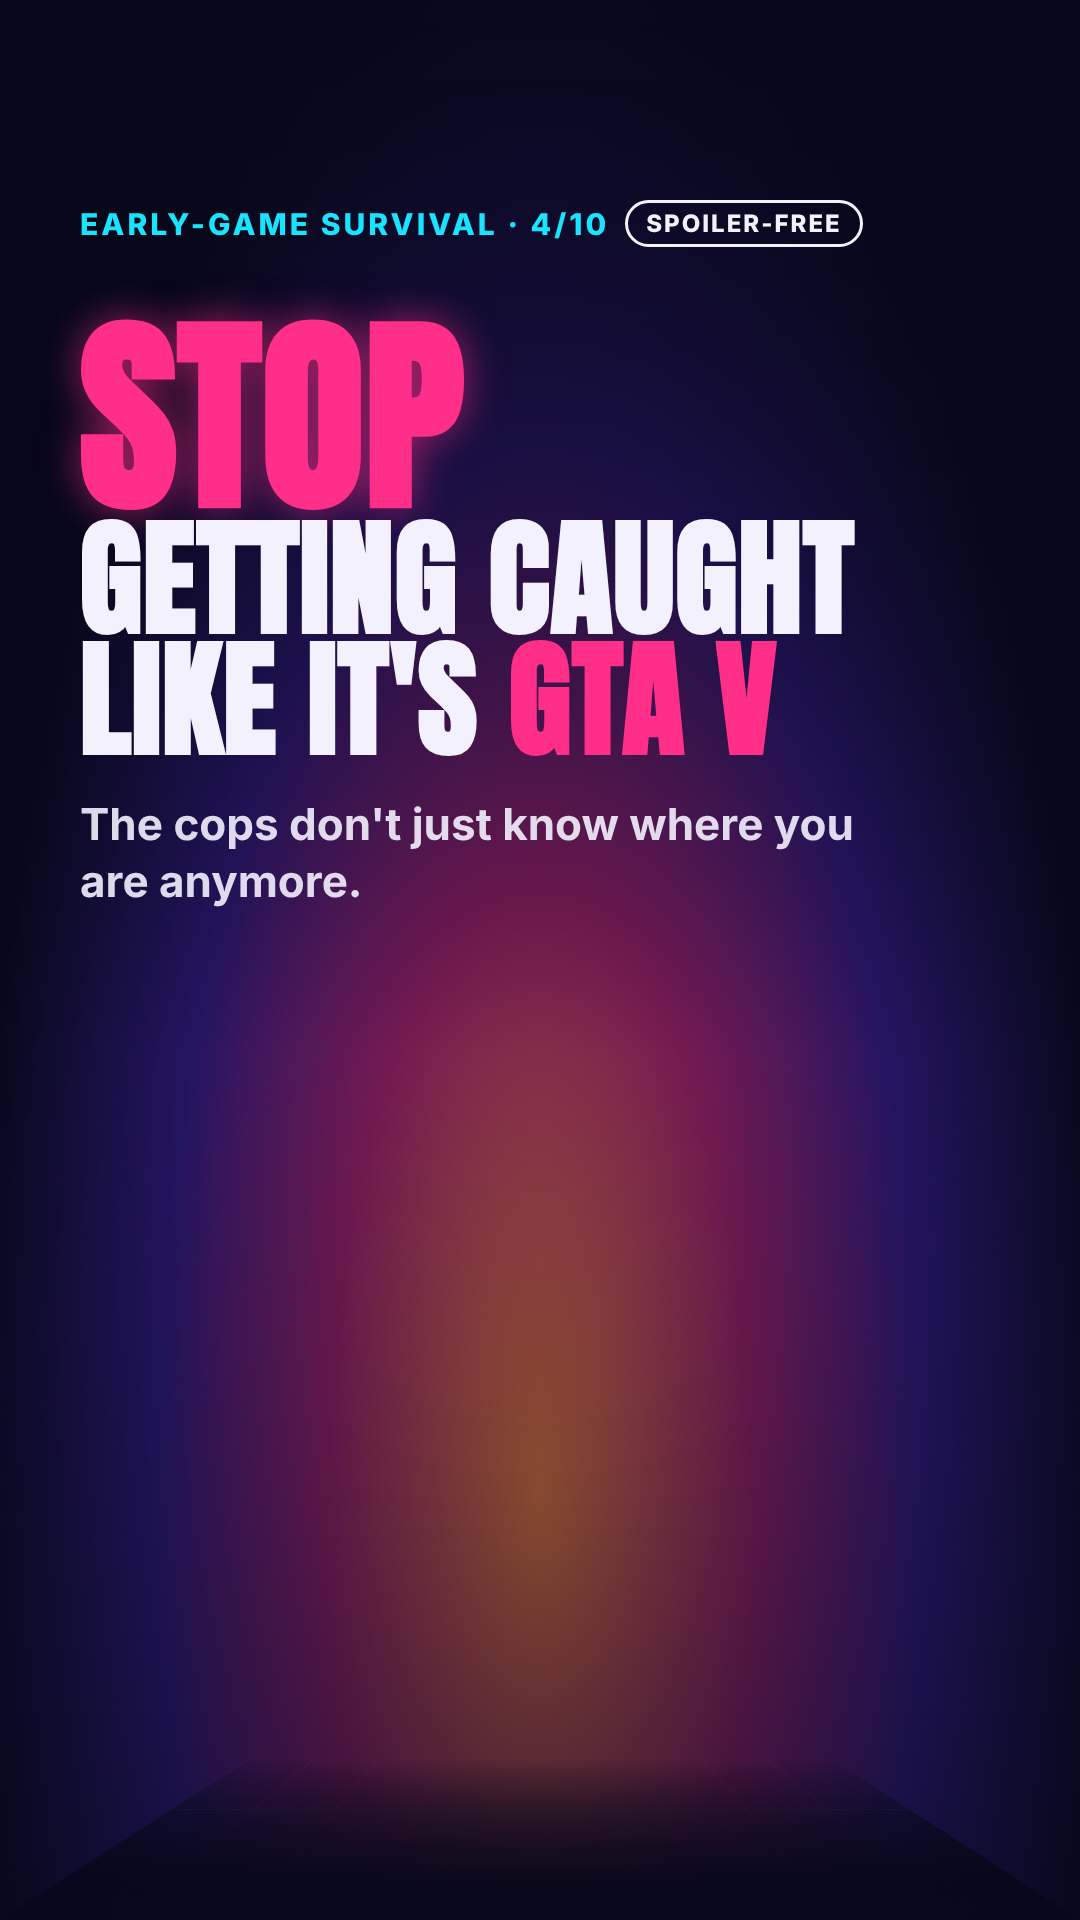 EARLY-GAME SURVIVAL · 4/10 SPOILER-FREE
STOP
GETTING CAUGHT
LIKE IT'S GTA V
The cops don't just know where you
are anymore.